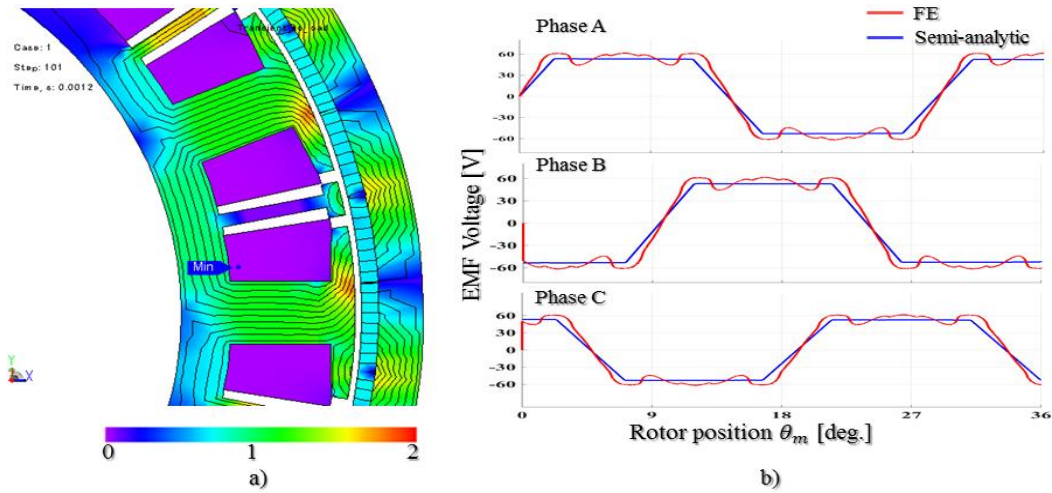 Transient no_load
Case: 1
Step: 101
Time, s: 0.0012
Min
Y
Z
X
0
1
2
a)
FE
Semi-analytic
Phase A
60
30
0
-30
-60
Phase B
60
30
0
-30
-60
Phase C
60
30
0
-30
-60
EMF Voltage [V]
0
9
18
27
36
Rotor position θm [deg.]
b)